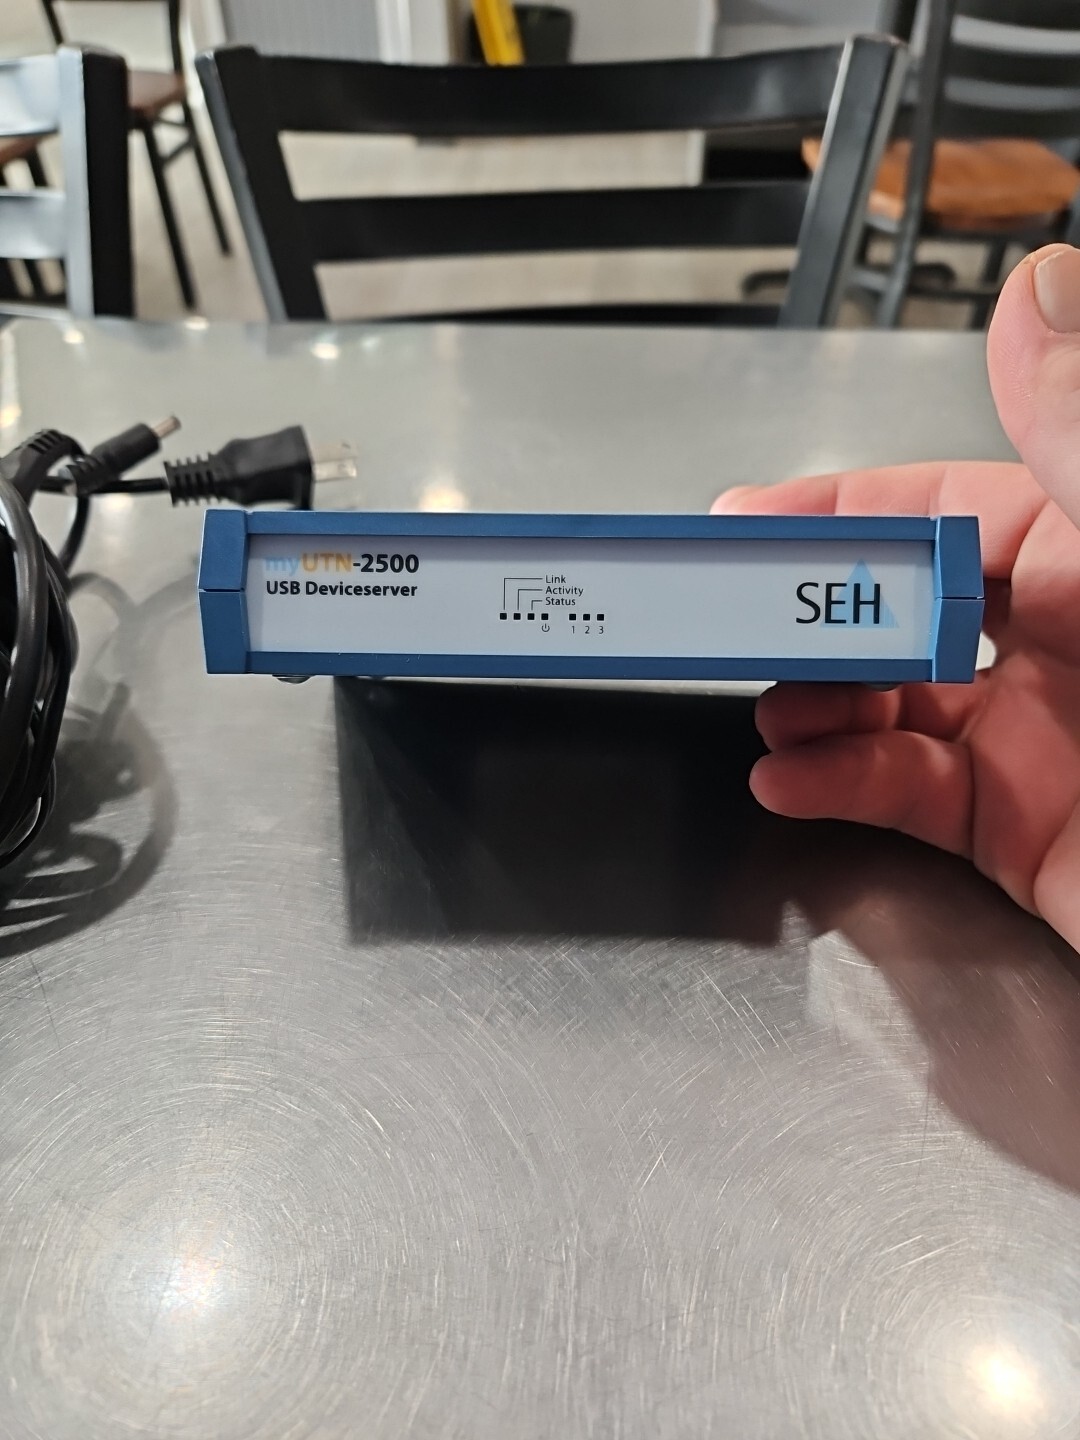 myUTN-2500
USB Deviceserver
Link
Activity
Status
1 2 3
SEH